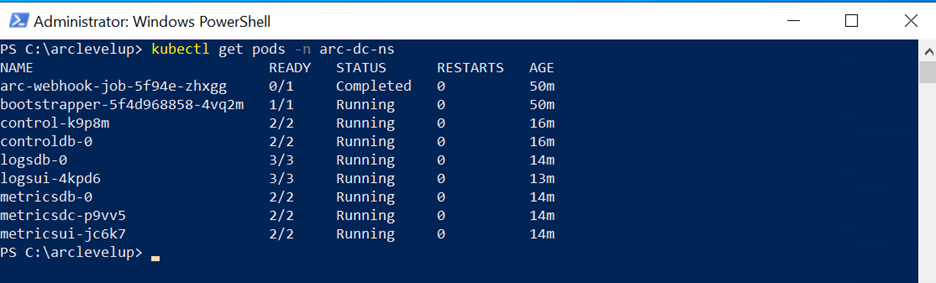 Administrator: Windows PowerShell
PS C:\arclevelup> kubectl get pods -n arc-dc-ns
NAME READY STATUS RESTARTS AGE
arc-webhook-job-5f94e-zhxgg 0/1 Completed 0 50m
bootstrapper-5f4d968858-4vq2m 1/1 Running 0 50m
control-k9p8m 2/2 Running 0 16m
controldb-0 2/2 Running 0 16m
logsdb-0 3/3 Running 0 14m
logsui-4kpd6 3/3 Running 0 13m
metricsdb-0 2/2 Running 0 14m
metricsdc-p9vv5 2/2 Running 0 14m
metricsui-jc6k7 2/2 Running 0 14m
PS C:\arclevelup>